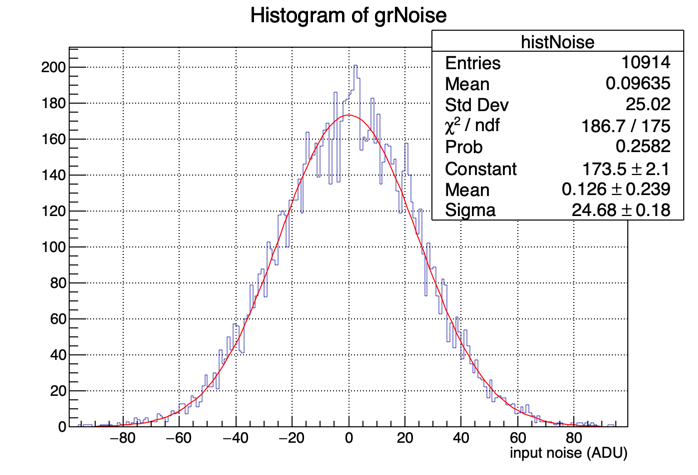 Histogram of grNoise
histNoise
Entries 10914
Mean 0.09635
Std Dev 25.02
χ² / ndf 186.7 / 175
Prob 0.2582
Constant 173.5 ± 2.1
Mean 0.126 ± 0.239
Sigma 24.68 ± 0.18
200
180
160
140
120
100
80
60
40
20
0
−80 −60 −40 −20 0 20 40 60 80
input noise (ADU)